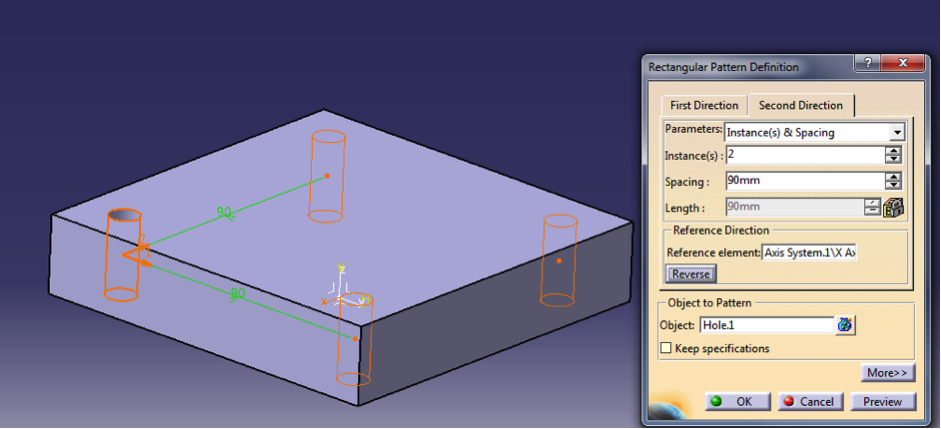 Rectangular Pattern Definition
First Direction
Second Direction
Parameters: Instance(s) & Spacing
Instance(s) : 2
Spacing : 90mm
Length : 90mm
Reference Direction
Reference element: Axis System.1\X Ax
Reverse
Object to Pattern
Object: Hole.1
Keep specifications
More>>
OK
Cancel
Preview
90
z
x
y